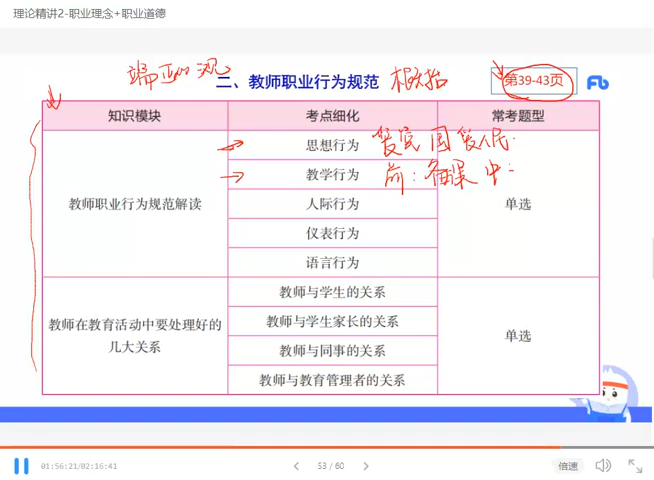 理论精讲2-职业理念+职业道德
端正的观
二、教师职业行为规范
第39-43页
知识模块 考点细化 常考题型
教师职业行为规范解读
思想行为
教学行为
前：备课 中：
人际行为
仪表行为
语言行为
单选
教师在教育活动中要处理好的几大关系
教师与学生的关系
教师与学生家长的关系
教师与同事的关系
教师与教育管理者的关系
单选
01:56:21/02:16:41
53 / 60
倍速